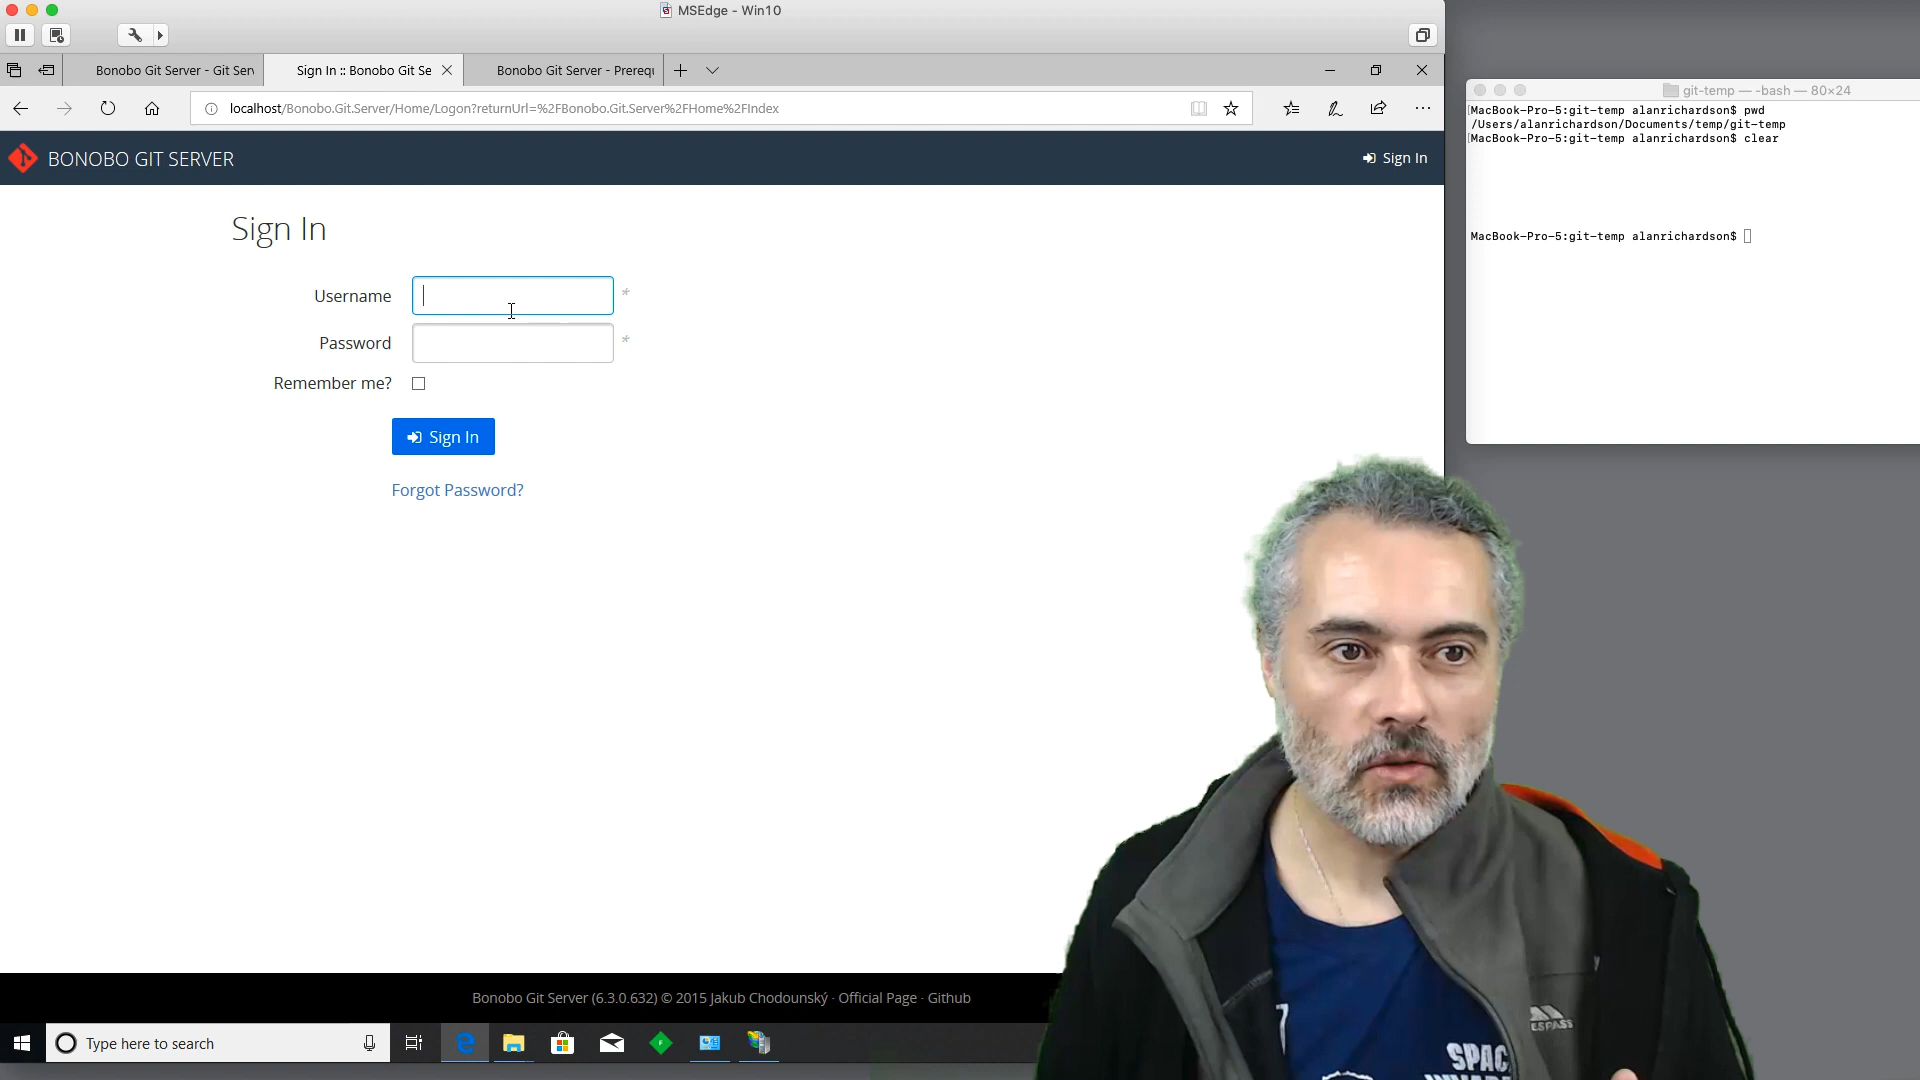 MSEdge - Win10
Bonobo Git Server - Git Serv
Sign In :: Bonobo Git Se
Bonobo Git Server - Prerequ
localhost/Bonobo.Git.Server/Home/Logon?returnUrl=%2FBonobo.Git.Server%2FHome%2FIndex
BONOBO GIT SERVER
Sign In
Sign In
Username
*
Password
*
Remember me?
Sign In
Forgot Password?
Bonobo Git Server (6.3.0.632) © 2015 Jakub Chodounský · Official Page · Github
Type here to search
git-temp — -bash — 80×24
[MacBook-Pro-5:git-temp alanrichardson$ pwd
/Users/alanrichardson/Documents/temp/git-temp
[MacBook-Pro-5:git-temp alanrichardson$ clear
MacBook-Pro-5:git-temp alanrichardson$
SPAC